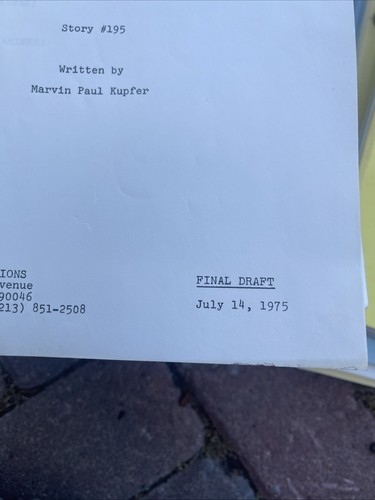 Story #195
Written by
Marvin Paul Kupfer
IONS
venue
90046
213) 851-2508
FINAL DRAFT
July 14, 1975